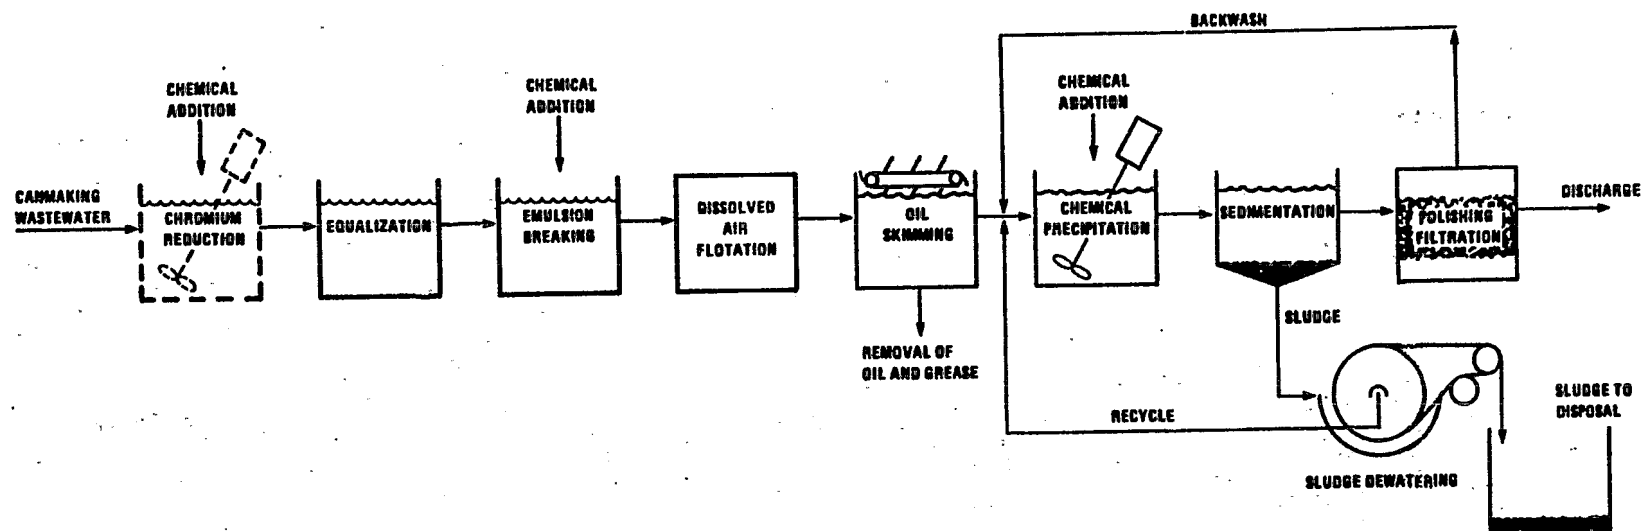 BACKWASH
CHEMICAL
ADDITION
CHEMICAL
ADDITION
CHEMICAL
ADDITION
CANMAKING
WASTEWATER
CHROMIUM
REDUCTION
EQUALIZATION
EMULSION
BREAKING
DISSOLVED
AIR
FLOTATION
OIL
SKIMMING
CHEMICAL
PRECIPITATION
SEDIMENTATION
POLISHING
FILTRATION
DISCHARGE
REMOVAL OF
OIL AND GREASE
SLUDGE
RECYCLE
SLUDGE DEWATERING
SLUDGE TO
DISPOSAL